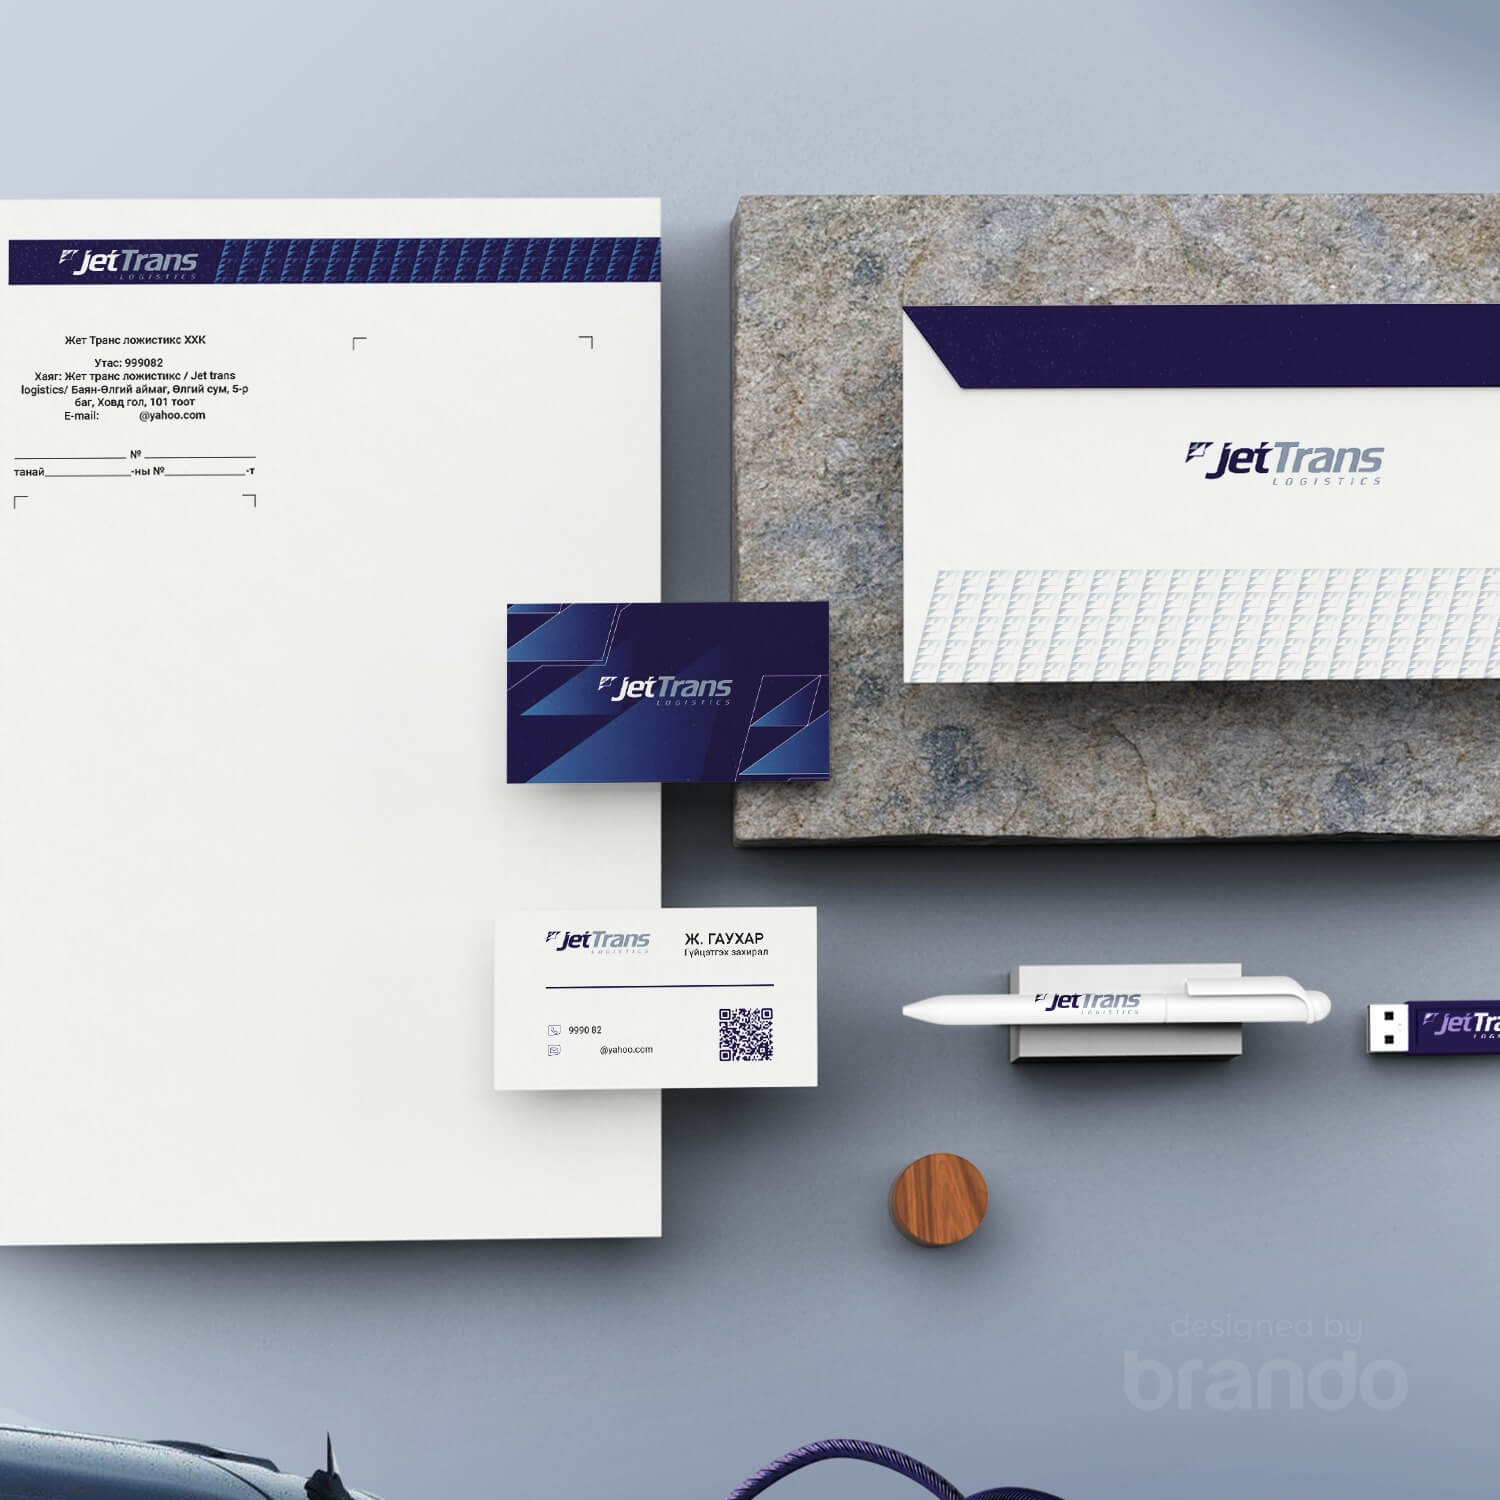 jetTrans
LOGISTICS
Жет Транс ложистикс ХХК
Утас: 999082
Хаяг: Жет транс ложистикс / Jet trans
logistics/ Баян-Өлгий аймаг, Өлгий сум, 5-р
баг, Ховд гол, 101 тоот
E-mail: @yahoo.com
№
танай -ны № -т
jetTrans
LOGISTICS
jetTrans
LOGISTICS
jetTrans
LOGISTICS
Ж. ГАУХАР
Гүйцэтгэх захирал
9990 82
@yahoo.com
jetTrans
LOGISTICS
jetTra
LOGI
designed by
brando